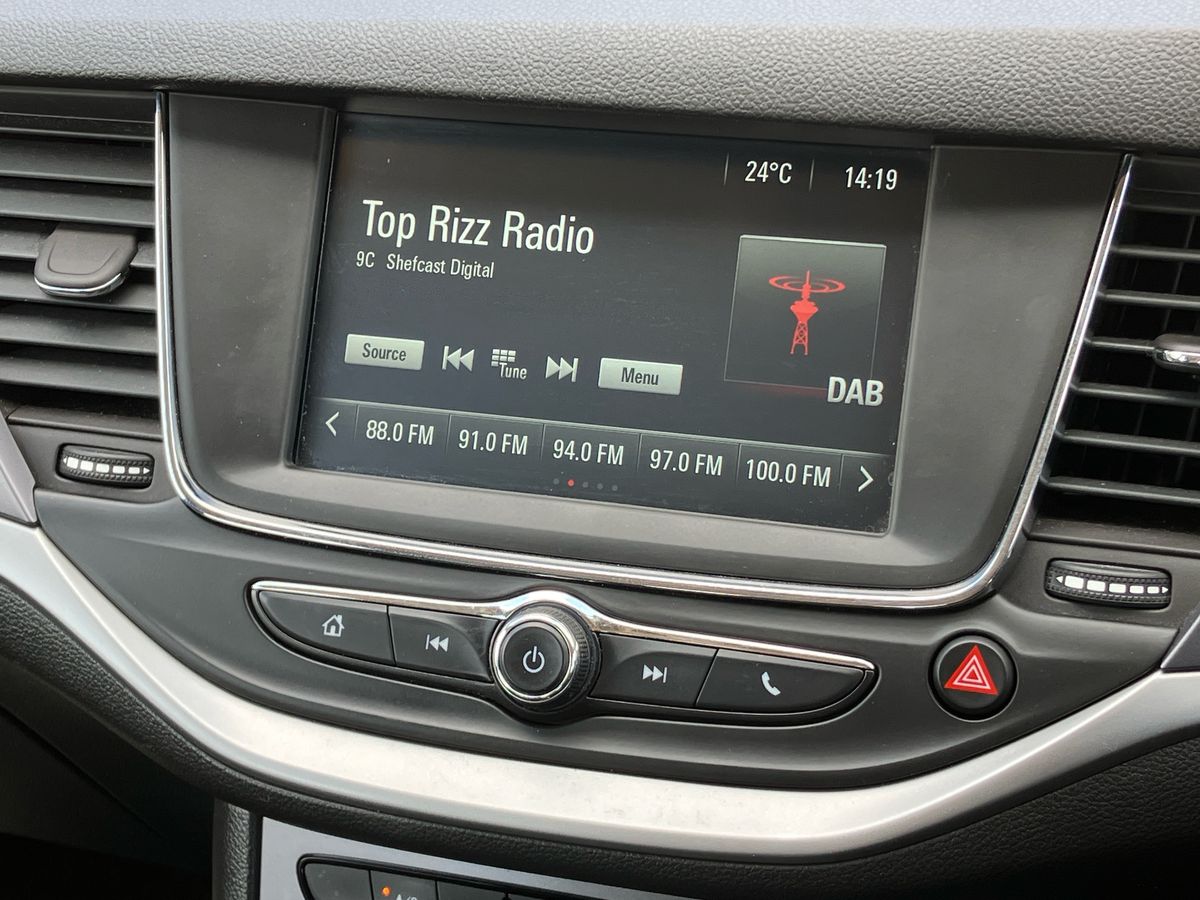 24°C 14:19
Top Rizz Radio
9C Shefcast Digital
Source Tune Menu
DAB
88.0 FM 91.0 FM 94.0 FM 97.0 FM 100.0 FM